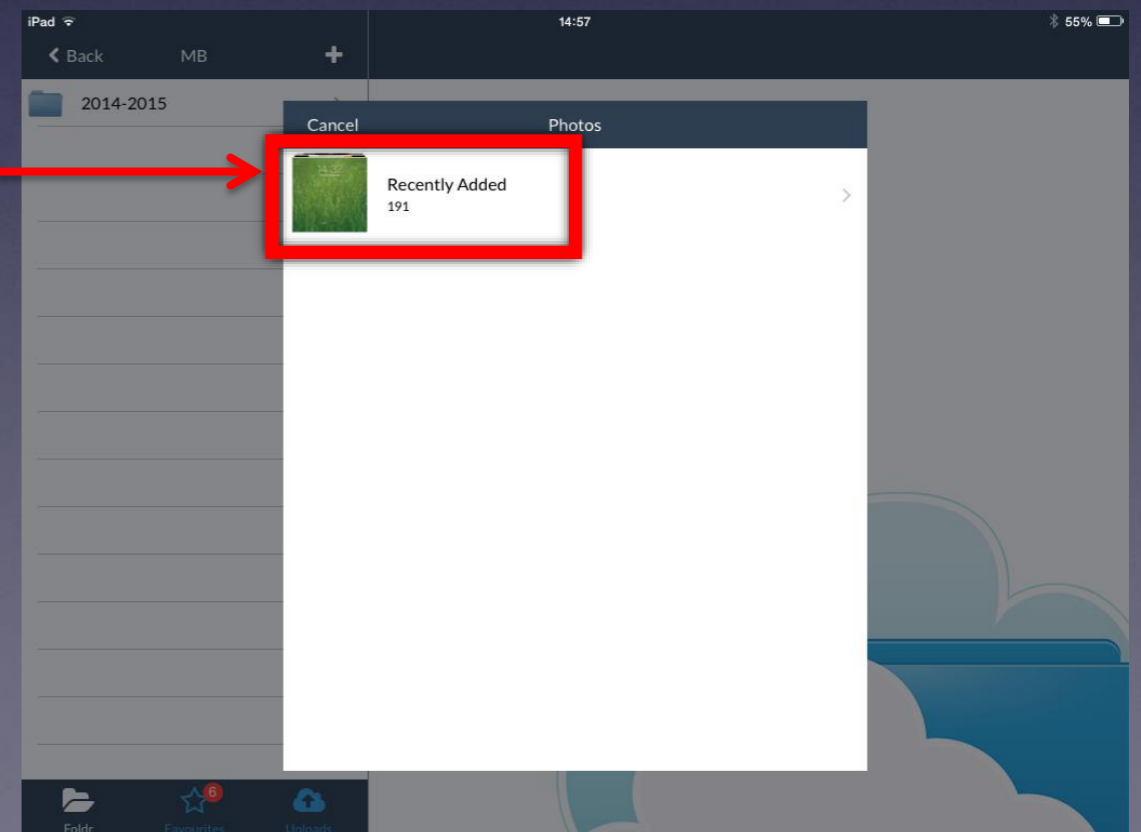 iPad 14:57 55%
Back MB +
2014-2015
Cancel Photos
Recently Added
191
6
Foldr Favourites Uploads